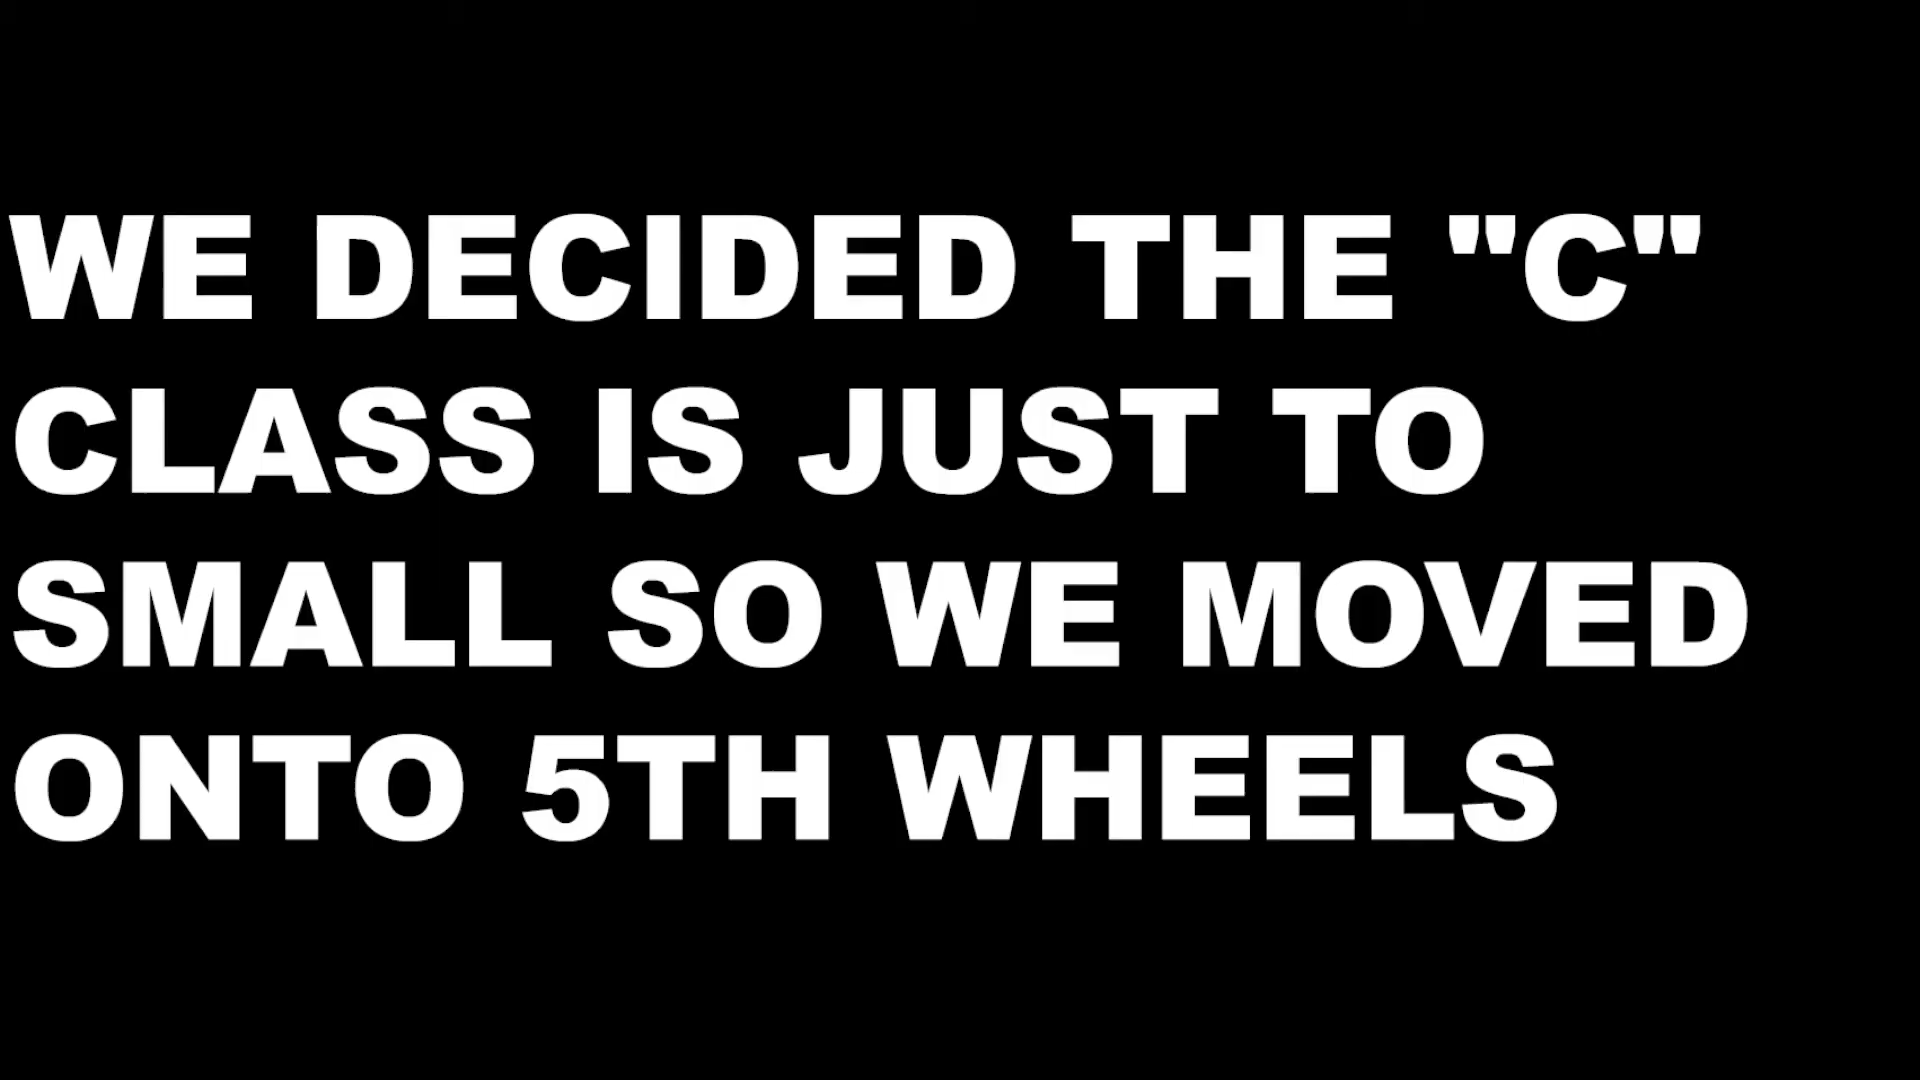 WE DECIDED THE "C"
CLASS IS JUST TO
SMALL SO WE MOVED
ONTO 5TH WHEELS